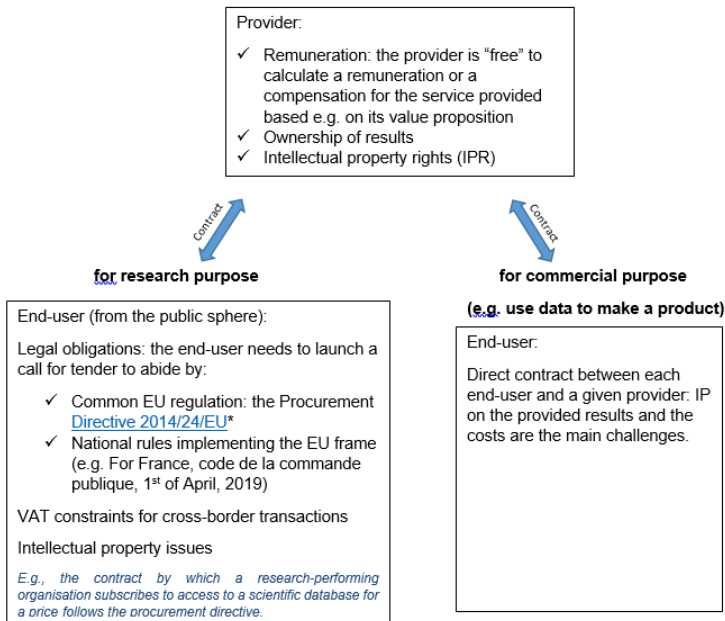 Provider:
✓ Remuneration: the provider is “free” to
calculate a remuneration or a
compensation for the service provided
based e.g. on its value proposition
✓ Ownership of results
✓ Intellectual property rights (IPR)
Contract
Contract
for research purpose
for commercial purpose
(e.g. use data to make a product)
End-user (from the public sphere):
Legal obligations: the end-user needs to launch a
call for tender to abide by:
✓ Common EU regulation: the Procurement
Directive 2014/24/EU*
✓ National rules implementing the EU frame
(e.g. For France, code de la commande
publique, 1st of April, 2019)
VAT constraints for cross-border transactions
Intellectual property issues
E.g., the contract by which a research-performing
organisation subscribes to access to a scientific database for
a price follows the procurement directive.
End-user:
Direct contract between each
end-user and a given provider: IP
on the provided results and the
costs are the main challenges.